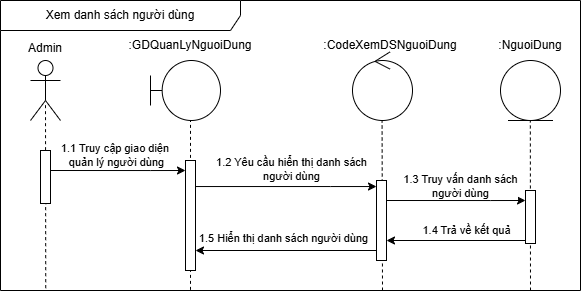 Xem danh sách người dùng
Admin
:GDQuanLyNguoiDung
:CodeXemDSNguoiDung
:NguoiDung
1.1 Truy cập giao diện
quản lý người dùng
1.2 Yêu cầu hiển thị danh sách
người dùng
1.3 Truy vấn danh sách
người dùng
1.4 Trả về kết quả
1.5 Hiển thị danh sách người dùng